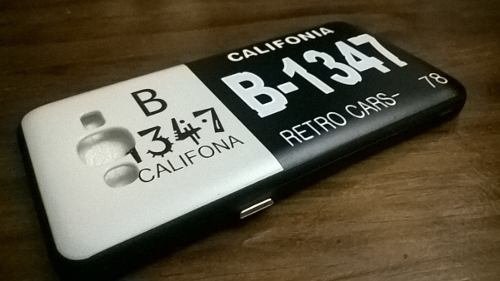 B
1347
CALIFONA
CALIFONIA
B-1347
RETRO CARS- 78